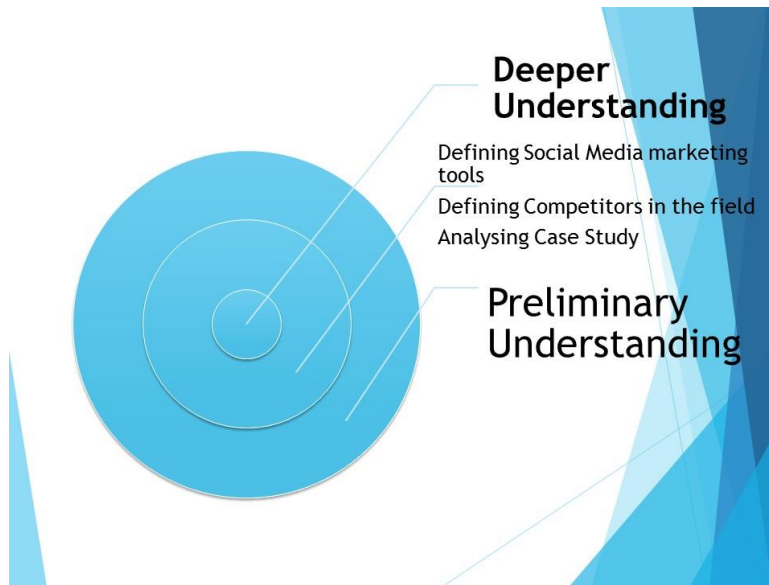 Deeper
Understanding
Defining Social Media marketing
tools
Defining Competitors in the field
Analysing Case Study
Preliminary
Understanding